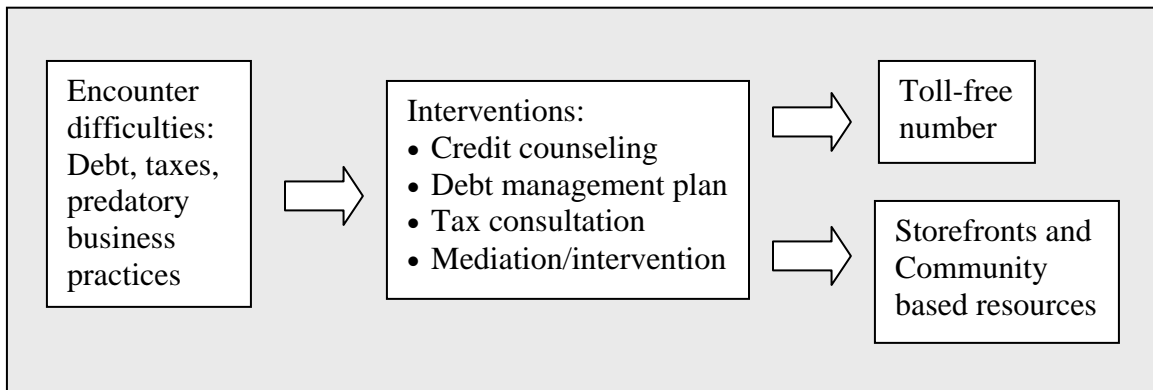 Encounter
difficulties:
Debt, taxes,
predatory
business
practices
Interventions:
• Credit counseling
• Debt management plan
• Tax consultation
• Mediation/intervention
Toll-free
number
Storefronts and
Community
based resources